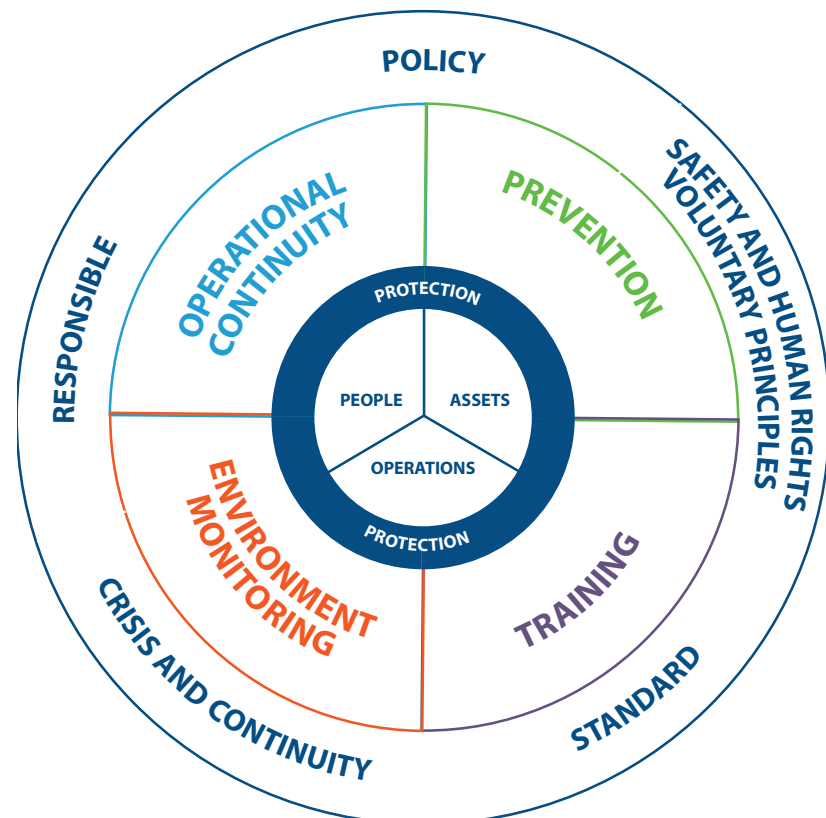 POLICY
SAFETY AND HUMAN RIGHTS
VOLUNTARY PRINCIPLES
STANDARD
CRISIS AND CONTINUITY
RESPONSIBLE
OPERATIONAL
CONTINUITY
PREVENTION
TRAINING
ENVIRONMENT
MONITORING
PROTECTION
PEOPLE
ASSETS
OPERATIONS
PROTECTION